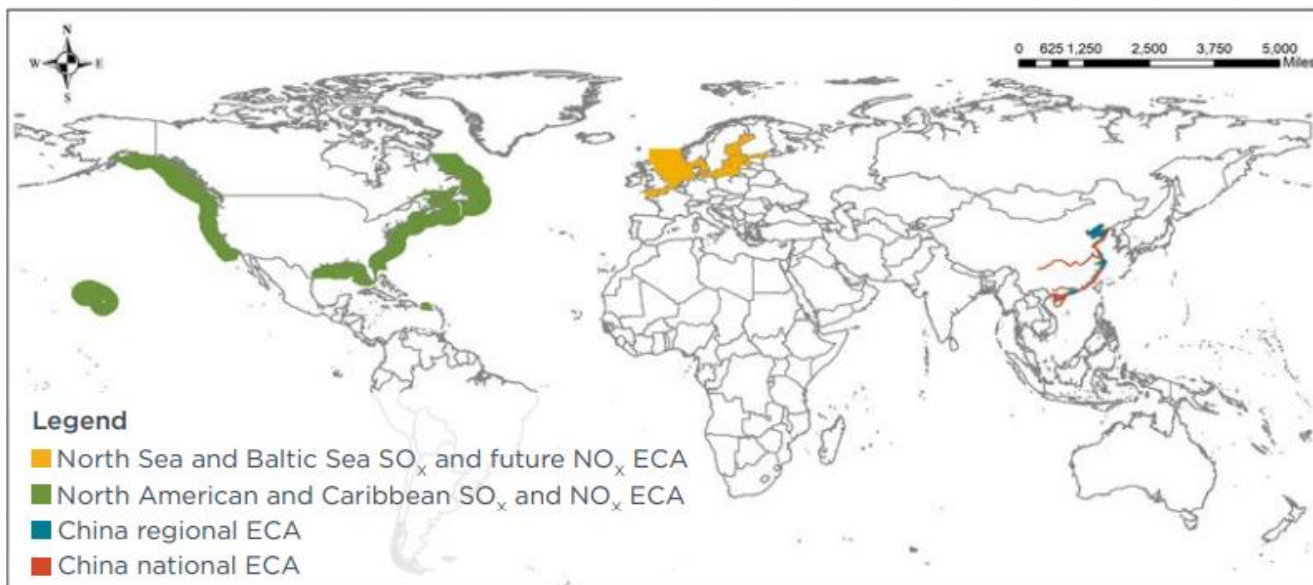 N
W E
S
0 625 1,250 2,500 3,750 5,000
Miles
Legend
North Sea and Baltic Sea SOx and future NOx ECA
North American and Caribbean SOx and NOx ECA
China regional ECA
China national ECA